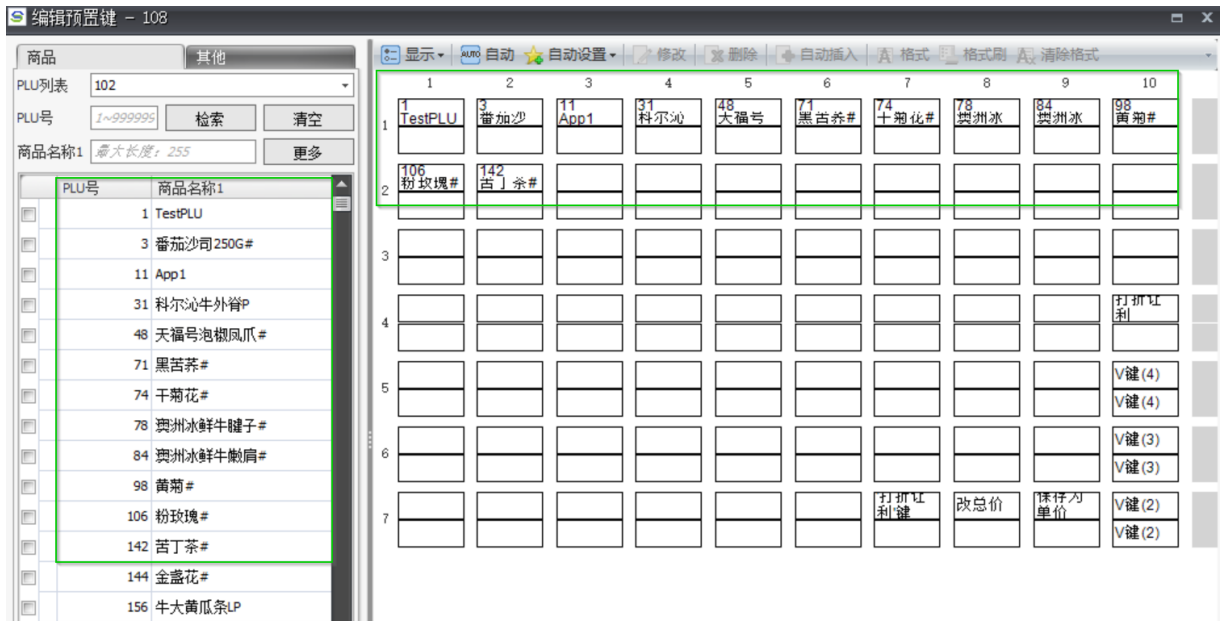 编辑预置键 - 108
商品 其他
PLU列表 102
PLU号 1~999999 检索 清空
商品名称1 最大长度: 255 更多
PLU号 商品名称1
1 TestPLU
3 番茄沙司250G#
11 App1
31 科尔沁牛外脊P
48 天福号泡椒凤爪#
71 黑苦荞#
74 干菊花#
78 澳洲冰鲜牛腱子#
84 澳洲冰鲜牛嫩肩#
98 黄菊#
106 粉玫瑰#
142 苦丁茶#
144 金盏花#
156 牛大黄瓜条LP
显示 AUTO 自动 自动设置 修改 删除 自动插入 格式 格式刷 清除格式
1 2 3 4 5 6 7 8 9 10
1
1 3 11 31 48 71 74 78 84 98
TestPLU 番茄沙 App1 科尔沁 天福号 黑苦荞# 干菊花# 澳洲冰 澳洲冰 黄菊#
2
106 142
粉玫瑰# 苦丁茶#
3
4
打折让
利
5
V键(4)
V键(4)
6
V键(3)
V键(3)
7
打折让 改总价 保存为 V键(2)
利键 单价
V键(2)